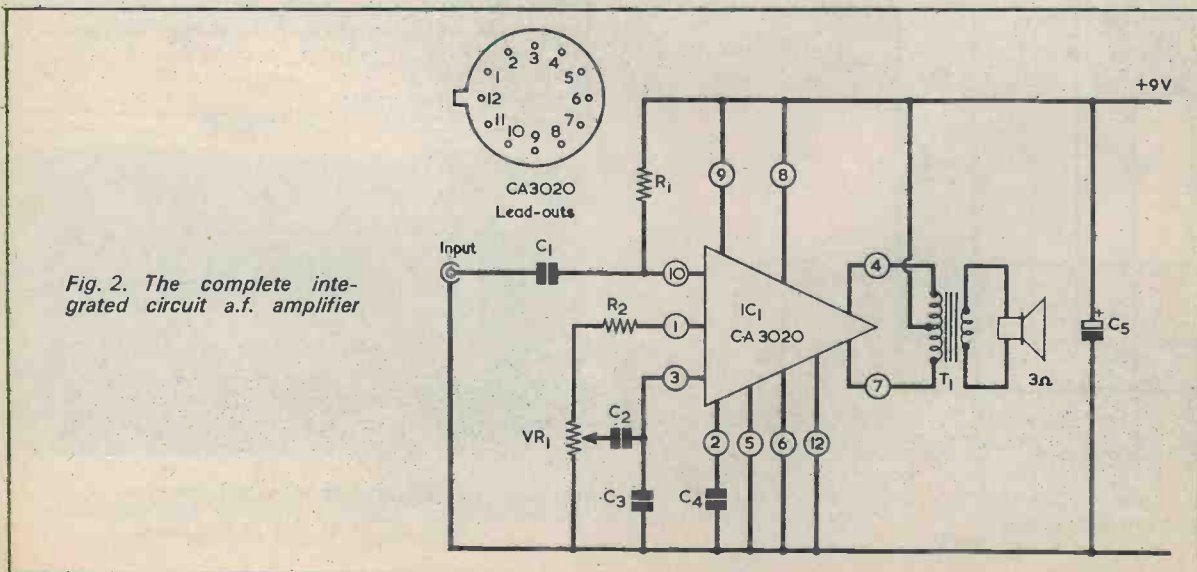 2
3
4
1
5
12
6
11
7
10
9
8
CA3020
Lead-outs
+9V
R1
9
8
Input
C1
10
4
Fig. 2. The complete inte-
grated circuit a.f. amplifier
R2
1
IC1
CA3020
C5
+
3
7
T1
3Ω
C2
VR1
2
5
6
12
C3
C4